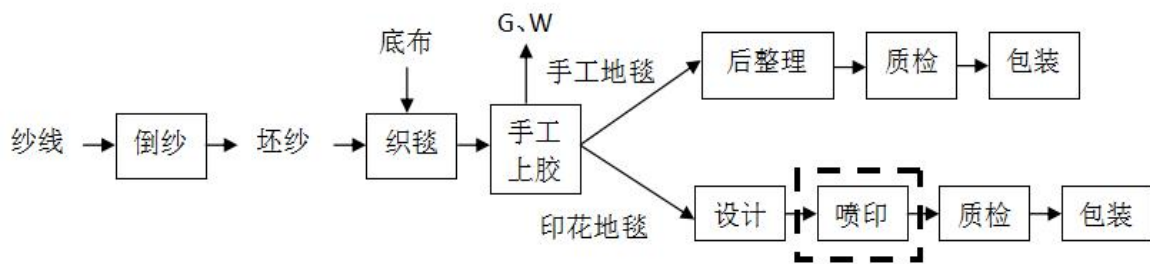 G、W
底布
手工地毯
后整理
质检
包装
纱线
倒纱
坯纱
织毯
手工
上胶
印花地毯
设计
喷印
质检
包装